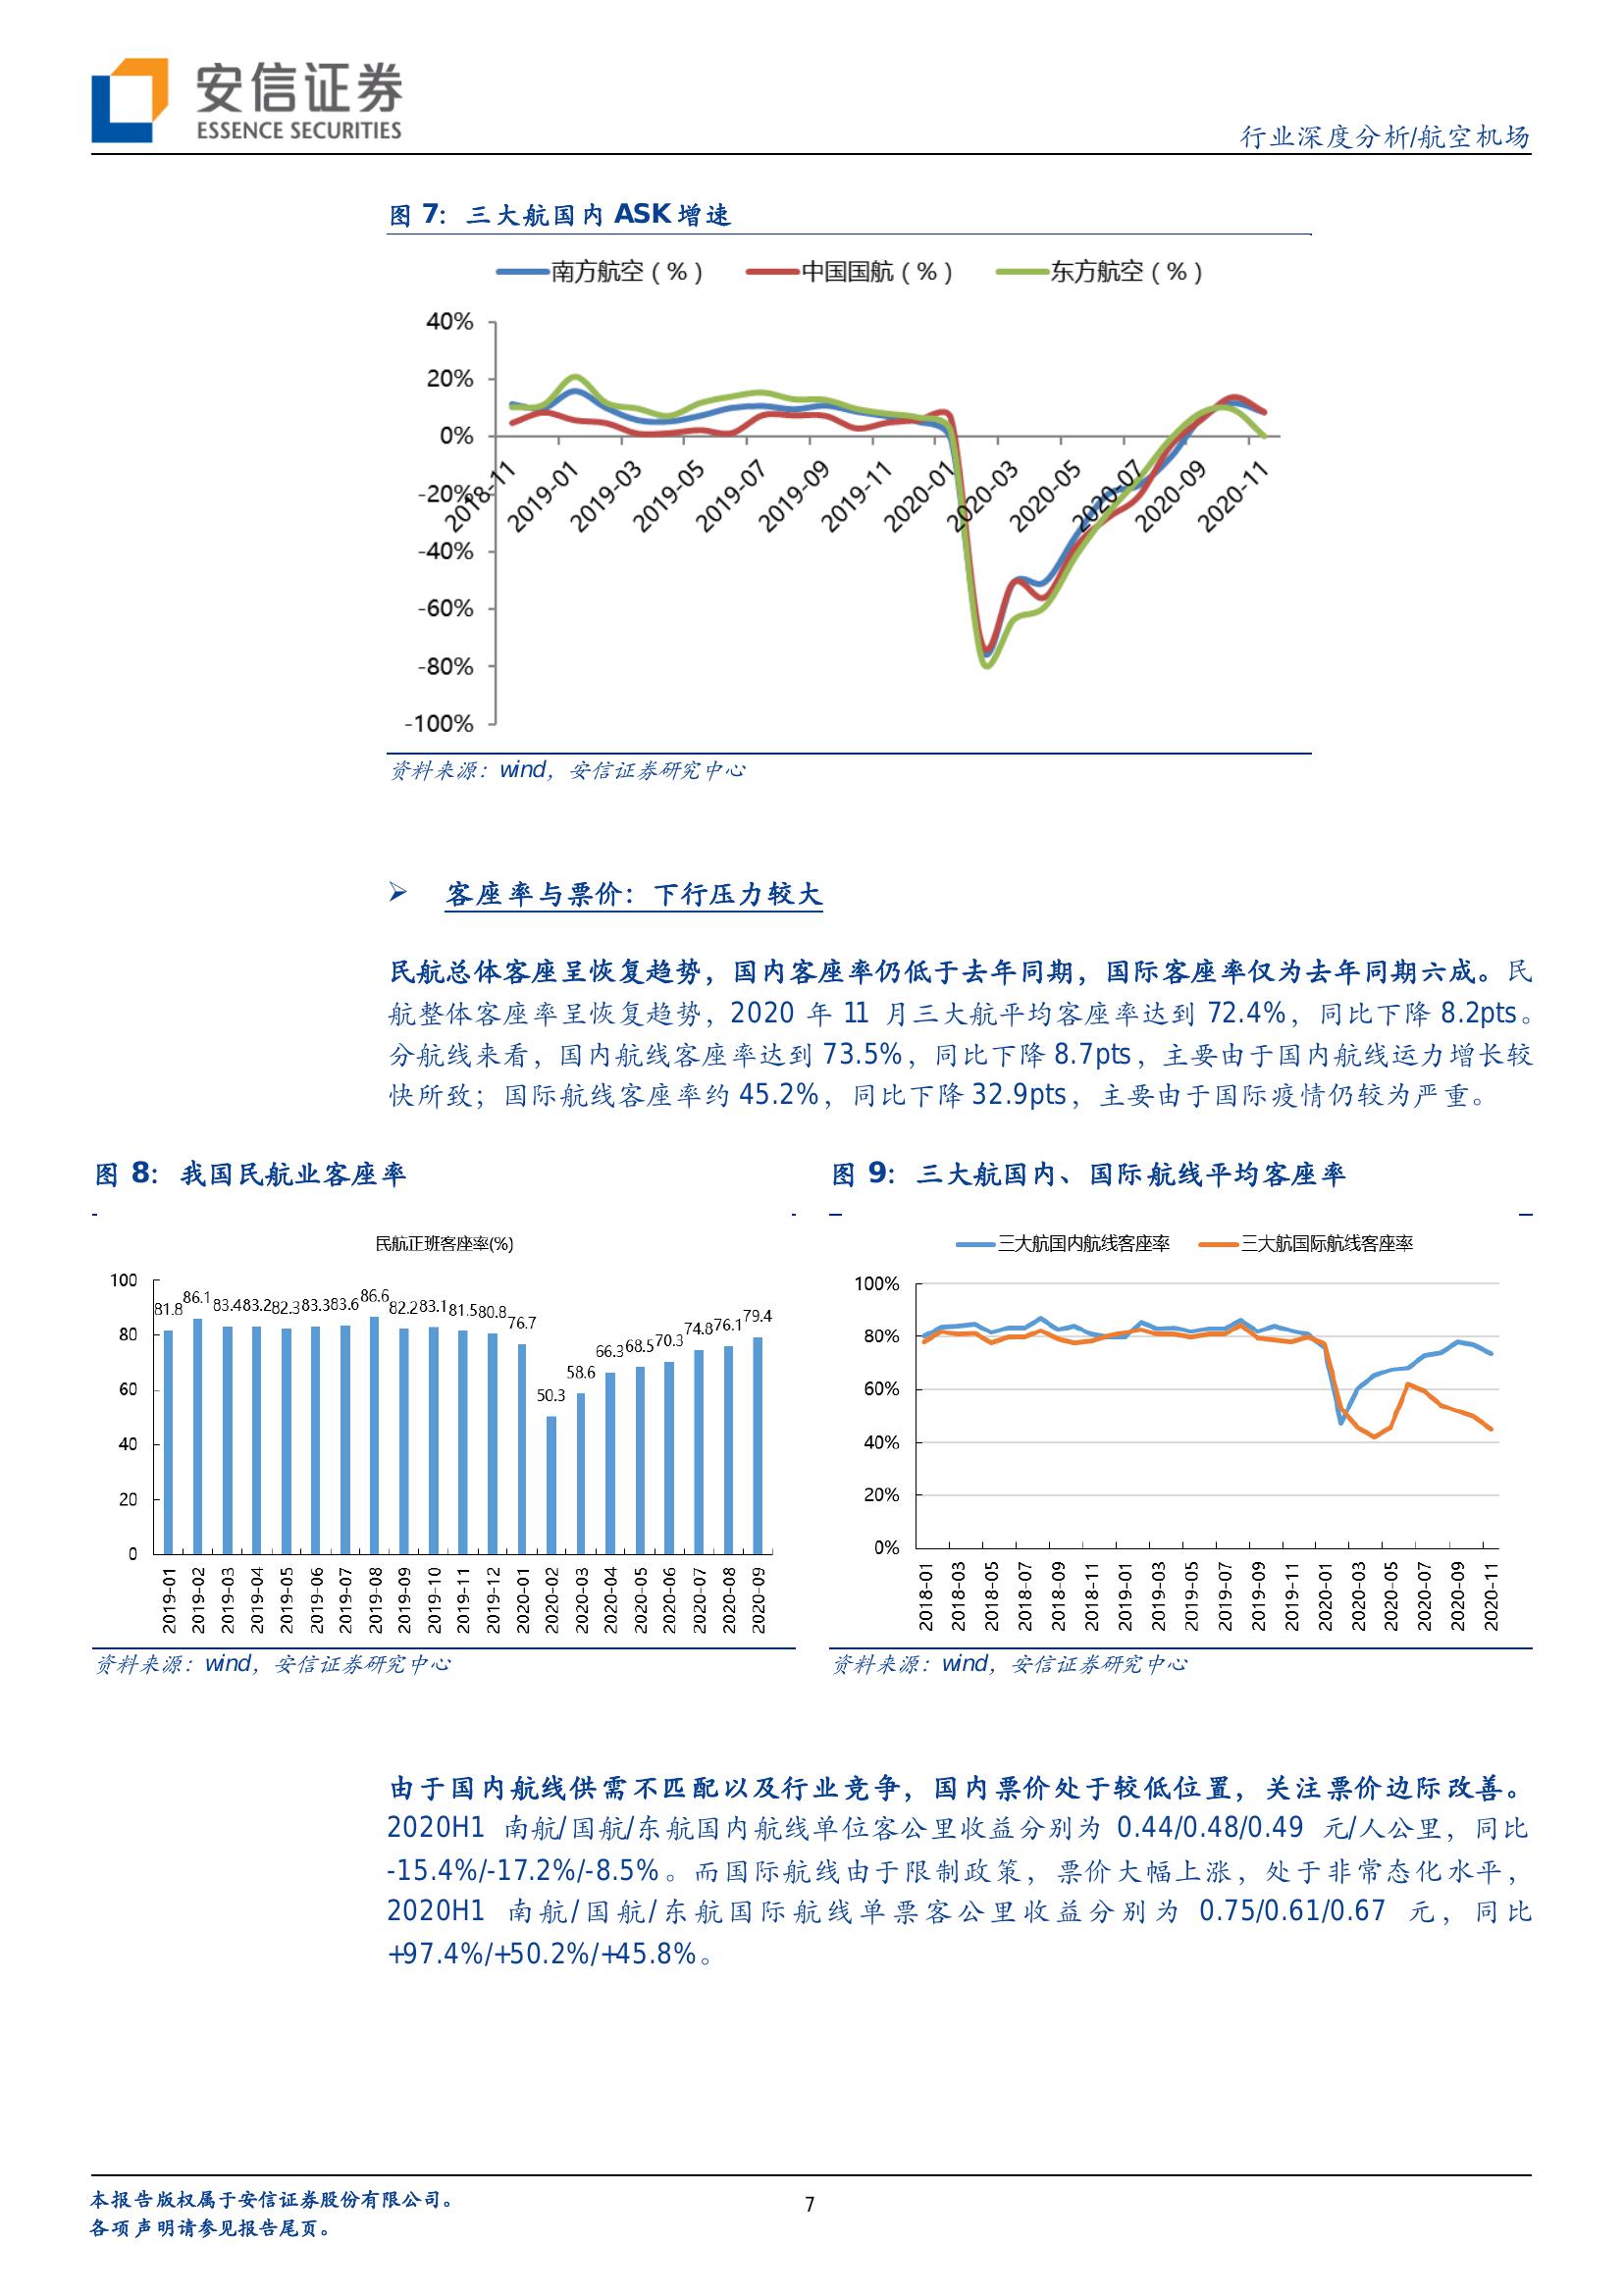 安信证券
ESSENCE SECURITIES
行业深度分析/航空机场
图 7：三大航国内 ASK 增速
南方航空（%） 中国国航（%） 东方航空（%）
40%
20%
0%
-20%
-40%
-60%
-80%
-100%
2018-11 2019-01 2019-03 2019-05 2019-07 2019-09 2019-11 2020-01 2020-03 2020-05 2020-07 2020-09 2020-11
资料来源：wind，安信证券研究中心
➢ 客座率与票价：下行压力较大
民航总体客座呈恢复趋势，国内客座率仍低于去年同期，国际客座率仅为去年同期六成。民
航整体客座率呈恢复趋势，2020 年 11 月三大航平均客座率达到 72.4%，同比下降 8.2pts。
分航线来看，国内航线客座率达到 73.5%，同比下降 8.7pts，主要由于国内航线运力增长较
快所致；国际航线客座率约 45.2%，同比下降 32.9pts，主要由于国际疫情仍较为严重。
图 8：我国民航业客座率
民航正班客座率(%)
100
80
60
40
20
0
81.8 86.1 83.4 83.2 82.3 83.3 83.6 86.6 82.2 83.1 81.5 80.8 76.7 50.3 58.6 66.3 68.5 70.3 74.8 76.1 79.4
2019-01 2019-02 2019-03 2019-04 2019-05 2019-06 2019-07 2019-08 2019-09 2019-10 2019-11 2019-12 2020-01 2020-02 2020-03 2020-04 2020-05 2020-06 2020-07 2020-08 2020-09
资料来源：wind，安信证券研究中心
图 9：三大航国内、国际航线平均客座率
三大航国内航线客座率 三大航国际航线客座率
100%
80%
60%
40%
20%
0%
2018-01 2018-03 2018-05 2018-07 2018-09 2018-11 2019-01 2019-03 2019-05 2019-07 2019-09 2019-11 2020-01 2020-03 2020-05 2020-07 2020-09 2020-11
资料来源：wind，安信证券研究中心
由于国内航线供需不匹配以及行业竞争，国内票价处于较低位置，关注票价边际改善。
2020H1 南航/国航/东航国内航线单位客公里收益分别为 0.44/0.48/0.49 元/人公里，同比
-15.4%/-17.2%/-8.5%。而国际航线由于限制政策，票价大幅上涨，处于非常态化水平，
2020H1 南航/国航/东航国际航线单票客公里收益分别为 0.75/0.61/0.67 元，同比
+97.4%/+50.2%/+45.8%。
本报告版权属于安信证券股份有限公司。
各项声明请参见报告尾页。
7